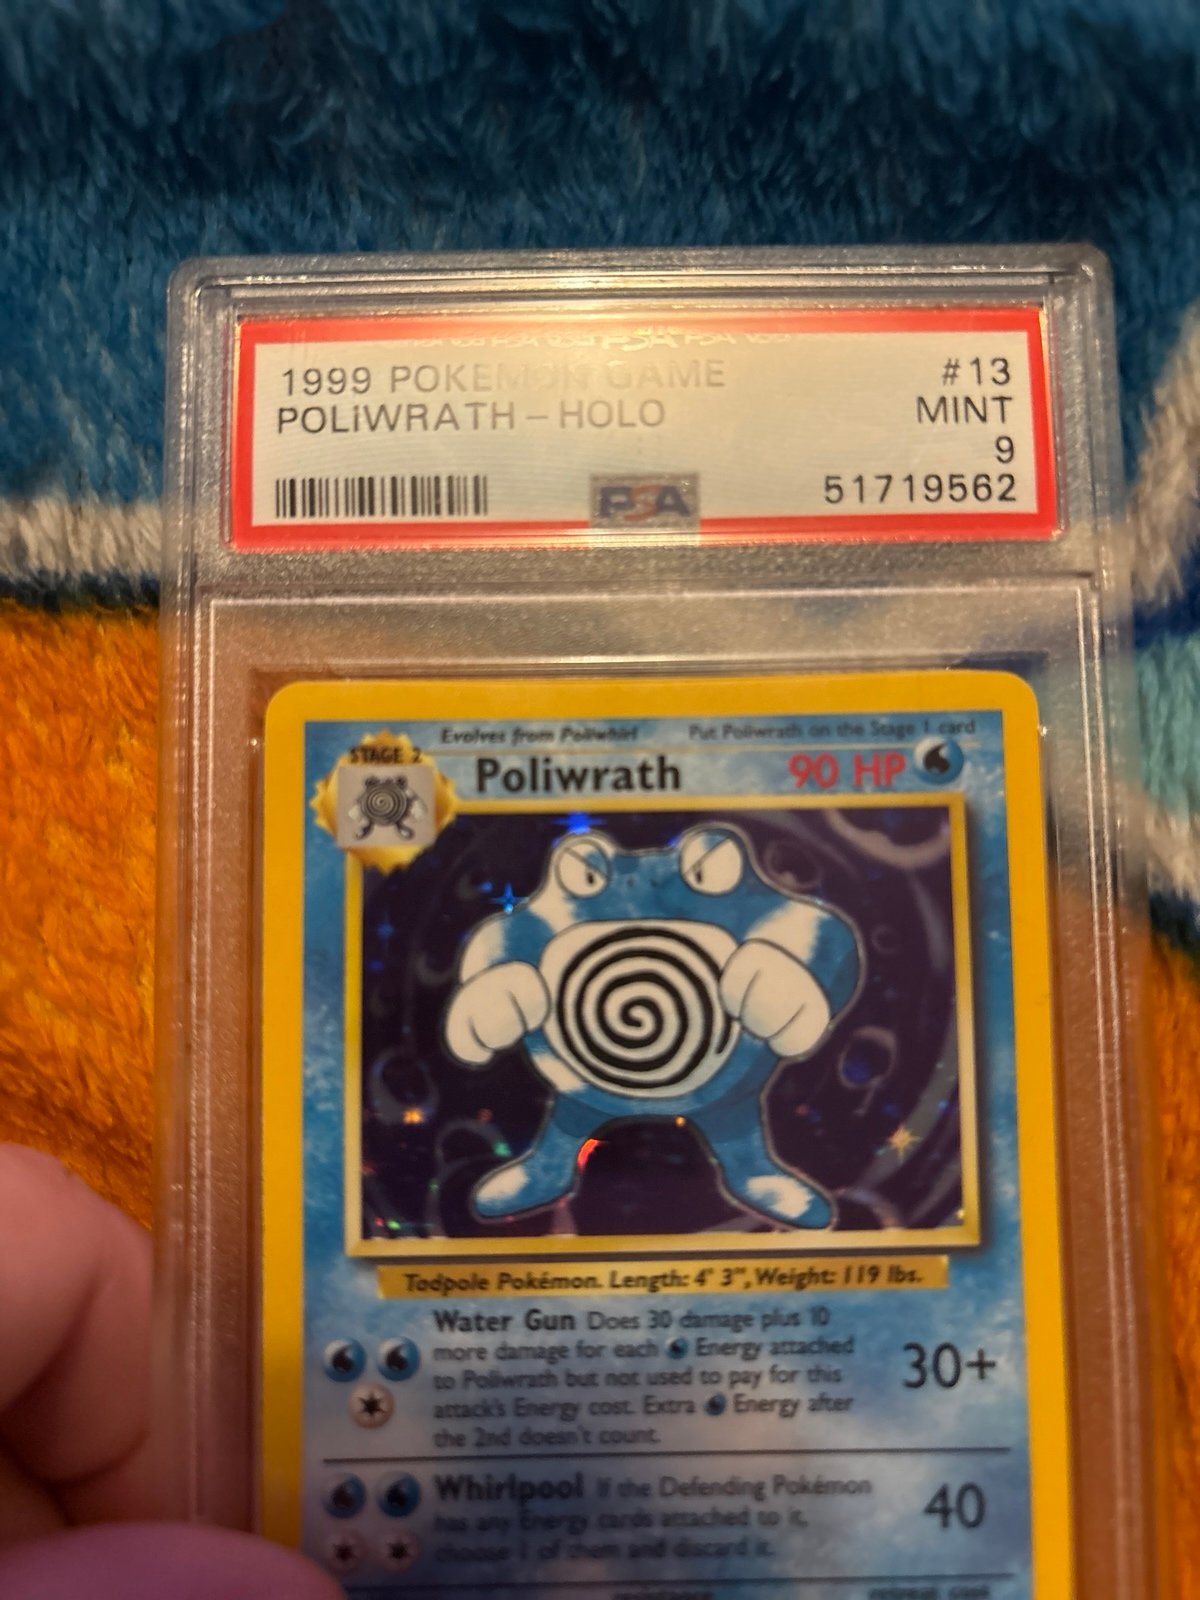 1999 POKEMON GAME #13
POLIWRATH - HOLO MINT
9
PSA 51719562
Evolves from Poliwhirl Put Poliwrath on the Stage 1 card
STAGE 2
Poliwrath 90 HP
Tadpole Pokémon. Length: 4' 3", Weight: 119 lbs.
Water Gun Does 30 damage plus 10
more damage for each Energy attached
to Poliwrath but not used to pay for this
attack's Energy cost. Extra Energy after
the 2nd doesn't count.
30+
Whirlpool If the Defending Pokémon
has any Energy cards attached to it,
choose 1 of them and discard it.
40